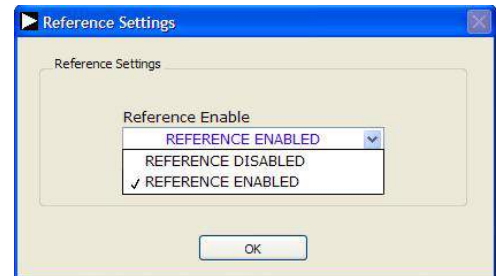 Reference Settings
Reference Settings
Reference Enable
REFERENCE ENABLED
REFERENCE DISABLED
✓ REFERENCE ENABLED
OK